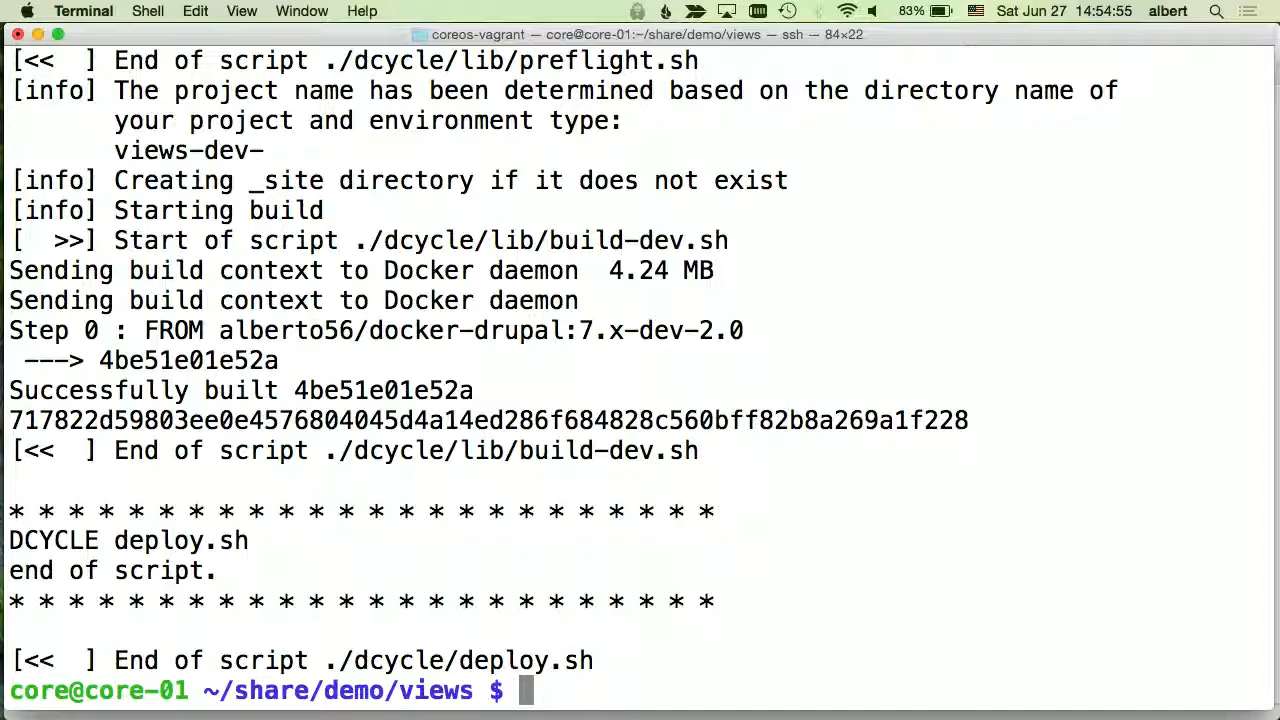 Terminal Shell Edit View Window Help 83% Sat Jun 27 14:54:55 albert
coreos-vagrant — core@core-01:~/share/demo/views — ssh — 84×22
[<<  ] End of script ./dcycle/lib/preflight.sh
[info] The project name has been determined based on the directory name of
your project and environment type:
views-dev-
[info] Creating _site directory if it does not exist
[info] Starting build
[  >>] Start of script ./dcycle/lib/build-dev.sh
Sending build context to Docker daemon  4.24 MB
Sending build context to Docker daemon
Step 0 : FROM alberto56/docker-drupal:7.x-dev-2.0
---> 4be51e01e52a
Successfully built 4be51e01e52a
717822d59803ee0e4576804045d4a14ed286f684828c560bff82b8a269a1f228
[<<  ] End of script ./dcycle/lib/build-dev.sh
* * * * * * * * * * * * * * * * * * * * * * * *
DCYCLE deploy.sh
end of script.
* * * * * * * * * * * * * * * * * * * * * * * *
[<<  ] End of script ./dcycle/deploy.sh
core@core-01 ~/share/demo/views $